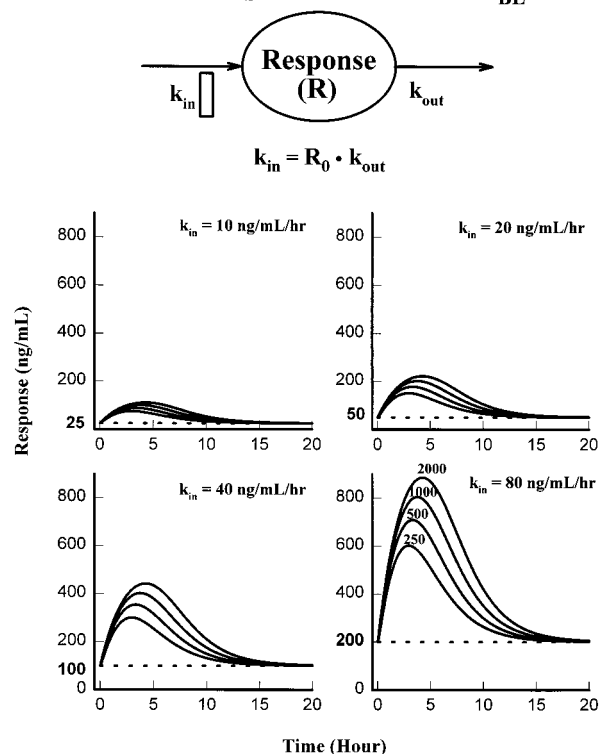 BL
Response
(R)
k_in
k_out
k_in = R_0 • k_out
Response (ng/mL)
k_in = 10 ng/mL/hr
800
600
400
200
25
0 5 10 15 20
k_in = 20 ng/mL/hr
800
600
400
200
50
0 5 10 15 20
k_in = 40 ng/mL/hr
800
600
400
200
100
0
0 5 10 15 20
k_in = 80 ng/mL/hr
2000
1000
500
250
800
600
400
200
0
0 5 10 15 20
Time (Hour)